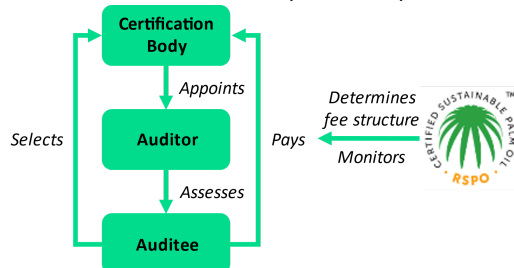 Certification
Body
Appoints
Selects
Auditor
Pays
Determines
fee structure
Monitors
Assesses
Auditee
CERTIFIED SUSTAINABLE PALM OIL
TM
RSPO